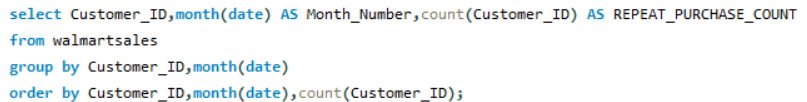 select Customer_ID,month(date) AS Month_Number,count(Customer_ID) AS REPEAT_PURCHASE_COUNT
from walmartsales
group by Customer_ID,month(date)
order by Customer_ID,month(date),count(Customer_ID);